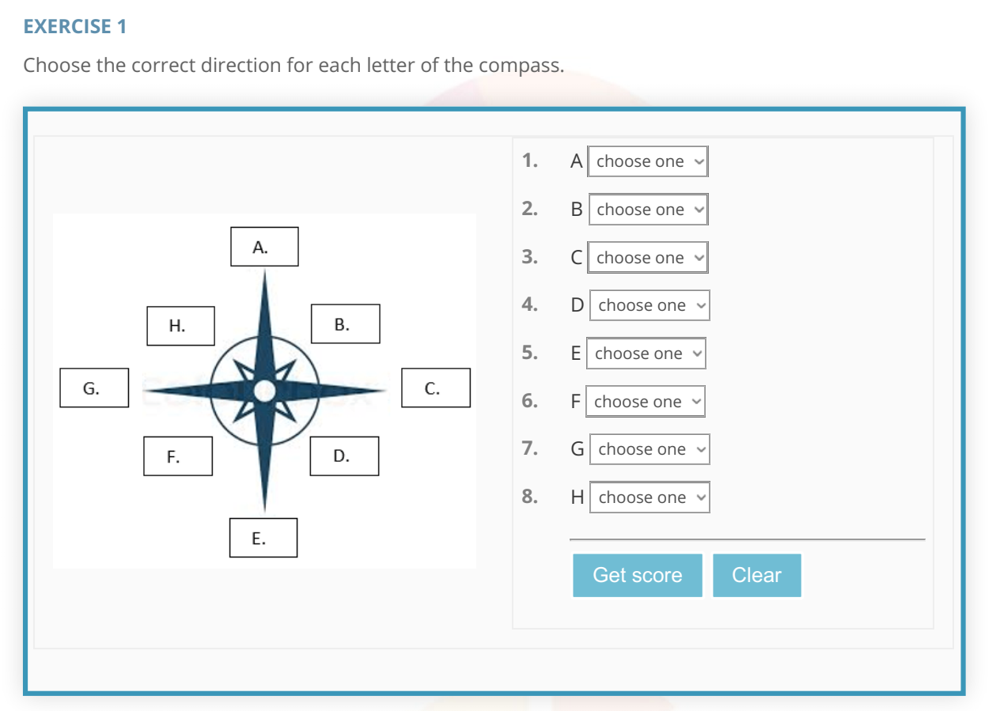 EXERCISE 1
Choose the correct direction for each letter of the compass.
A.
H.
B.
G.
C.
F.
D.
E.
1. A choose one
2. B choose one
3. C choose one
4. D choose one
5. E choose one
6. F choose one
7. G choose one
8. H choose one
Get score Clear